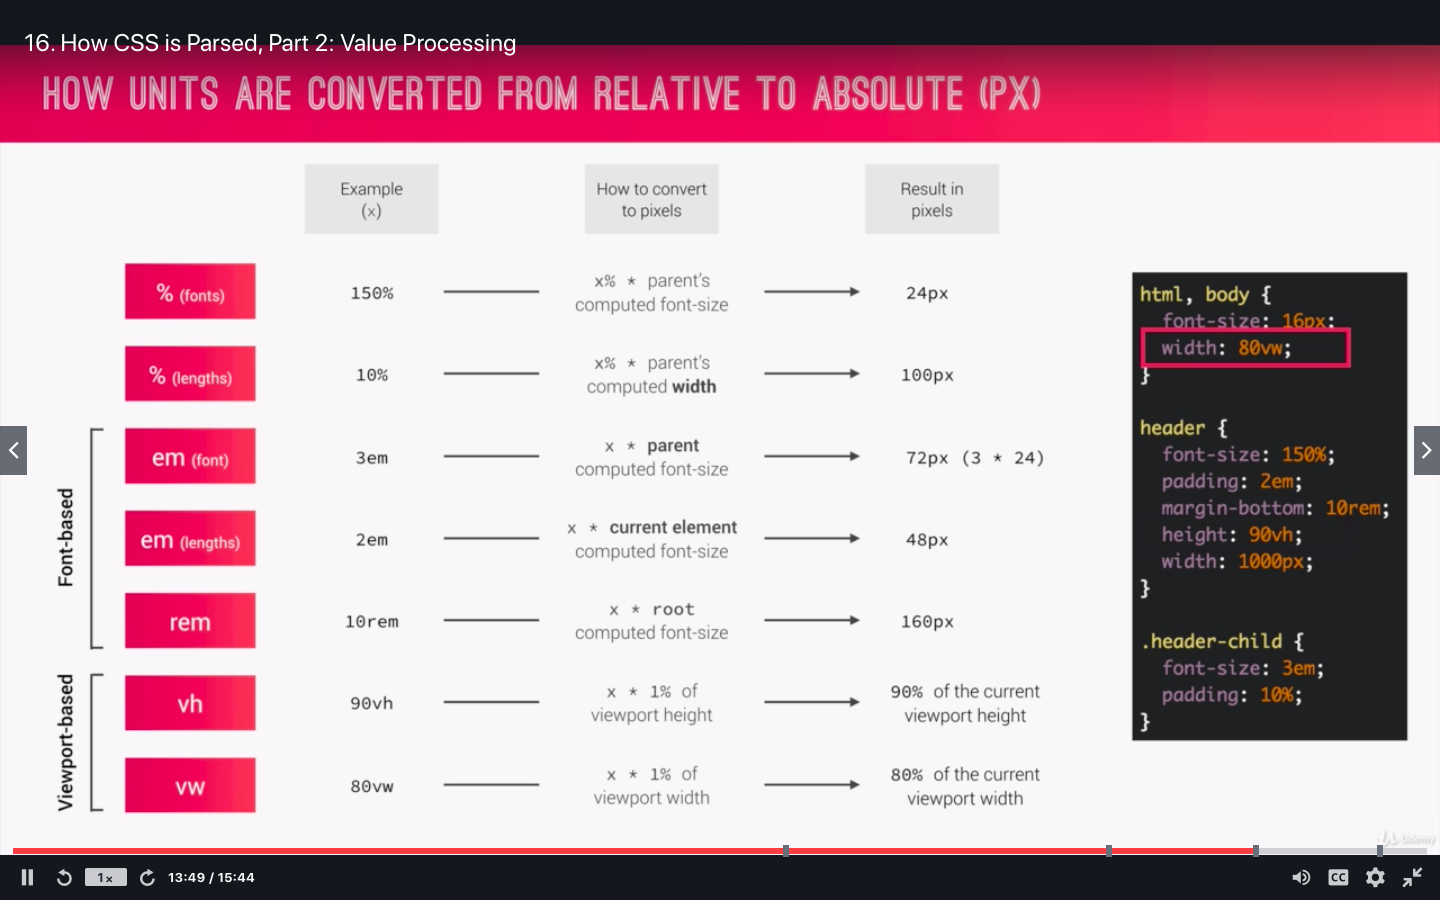 16. How CSS is Parsed, Part 2: Value Processing
HOW UNITS ARE CONVERTED FROM RELATIVE TO ABSOLUTE (PX)
Example
(x)
How to convert
to pixels
Result in
pixels
% (fonts)
150%
x% * parent's
computed font-size
24px
% (lengths)
10%
x% * parent's
computed width
100px
Font-based
em (font)
3em
x * parent
computed font-size
72px (3 * 24)
em (lengths)
2em
x * current element
computed font-size
48px
rem
10rem
x * root
computed font-size
160px
Viewport-based
vh
90vh
x * 1% of
viewport height
90% of the current
viewport height
vw
80vw
x * 1% of
viewport width
80% of the current
viewport width
html, body {
font-size: 16px;
width: 80vw;
}
header {
font-size: 150%;
padding: 2em;
margin-bottom: 10rem;
height: 90vh;
width: 1000px;
}
.header-child {
font-size: 3em;
padding: 10%;
}
Udemy
1x
13:49 / 15:44
CC